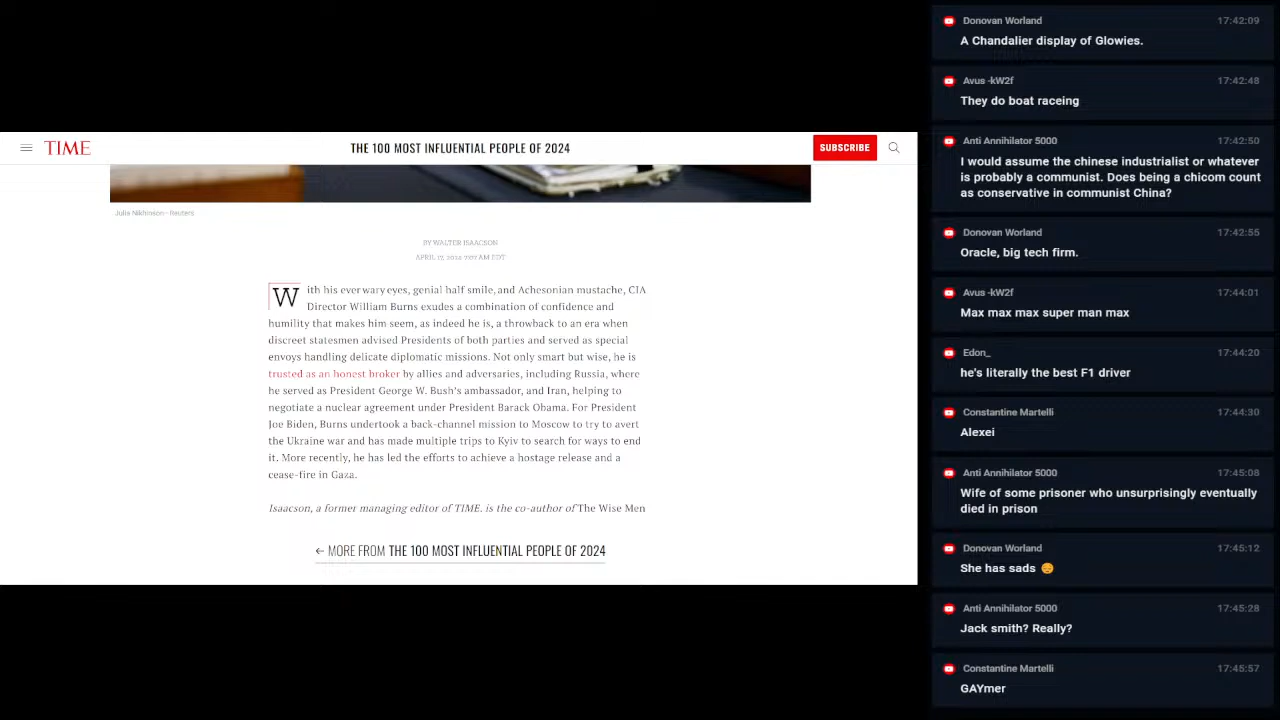 TIME
THE 100 MOST INFLUENTIAL PEOPLE OF 2024
SUBSCRIBE
Julia Nikhinson—Reuters
BY WALTER ISAACSON
APRIL 17, 2024 7:07 AM EDT
With his ever wary eyes, genial half smile, and Achesonian mustache, CIA
Director William Burns exudes a combination of confidence and
humility that makes him seem, as indeed he is, a throwback to an era when
discreet statesmen advised Presidents of both parties and served as special
envoys handling delicate diplomatic missions. Not only smart but wise, he is
trusted as an honest broker by allies and adversaries, including Russia, where
he served as President George W. Bush's ambassador, and Iran, helping to
negotiate a nuclear agreement under President Barack Obama. For President
Joe Biden, Burns undertook a back-channel mission to Moscow to try to avert
the Ukraine war and has made multiple trips to Kyiv to search for ways to end
it. More recently, he has led the efforts to achieve a hostage release and a
cease-fire in Gaza.
Isaacson, a former managing editor of TIME. is the co-author of The Wise Men
← MORE FROM THE 100 MOST INFLUENTIAL PEOPLE OF 2024
Donovan Worland 17:42:09
A Chandalier display of Glowies.
Avus -kW2f 17:42:48
They do boat raceing
Anti Annihilator 5000 17:42:50
I would assume the chinese industrialist or whatever
is probably a communist. Does being a chicom count
as conservative in communist China?
Donovan Worland 17:42:55
Oracle, big tech firm.
Avus -kW2f 17:44:01
Max max max super man max
Edon_ 17:44:20
he's literally the best F1 driver
Constantine Martelli 17:44:30
Alexei
Anti Annihilator 5000 17:45:08
Wife of some prisoner who unsurprisingly eventually
died in prison
Donovan Worland 17:45:12
She has sads 😔
Anti Annihilator 5000 17:45:28
Jack smith? Really?
Constantine Martelli 17:45:57
GAYmer